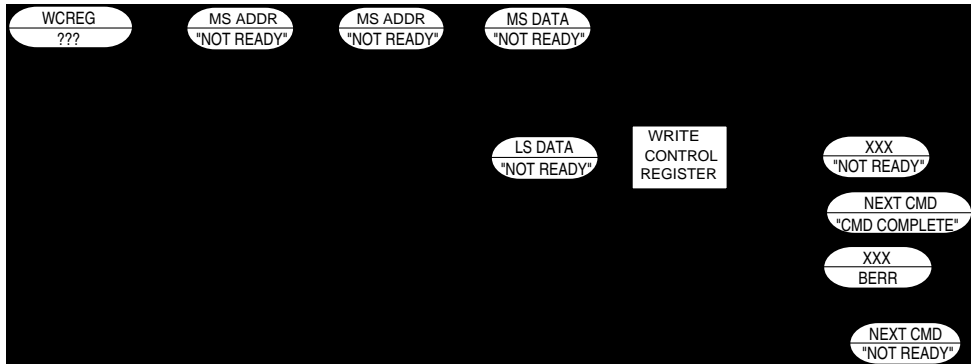 WCREG
???
MS ADDR
"NOT READY"
MS ADDR
"NOT READY"
MS DATA
"NOT READY"
LS DATA
"NOT READY"
WRITE
CONTROL
REGISTER
XXX
"NOT READY"
NEXT CMD
"CMD COMPLETE"
XXX
BERR
NEXT CMD
"NOT READY"